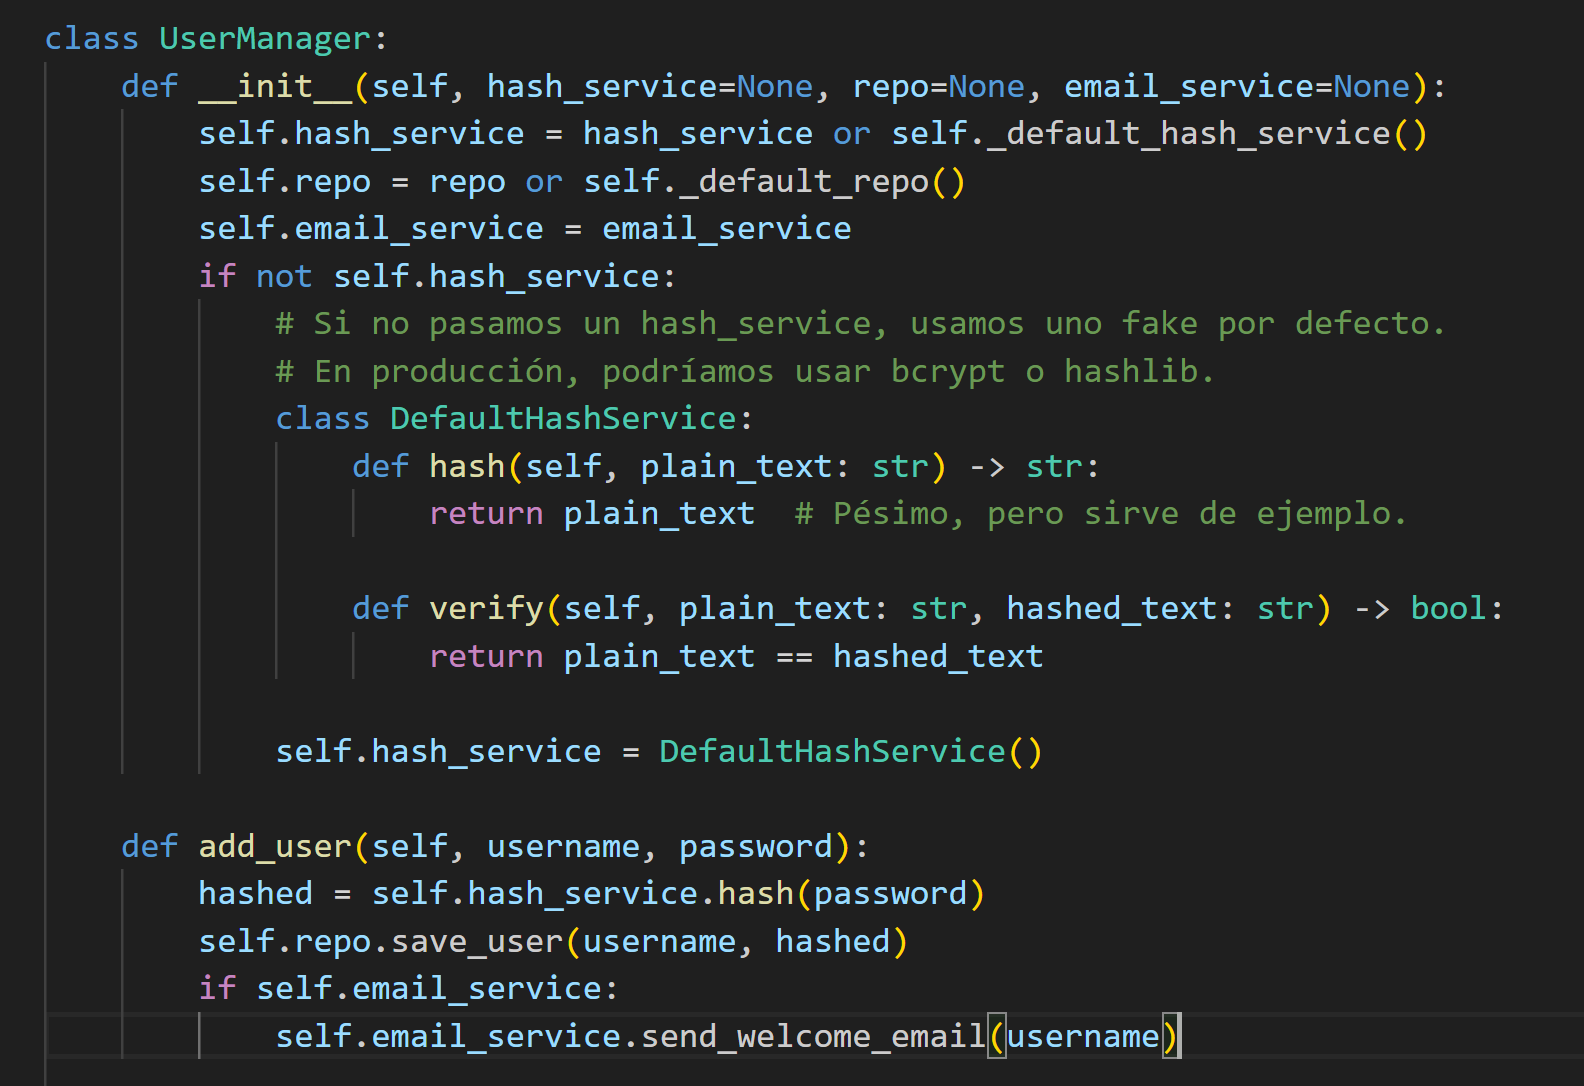 class UserManager:
    def __init__(self, hash_service=None, repo=None, email_service=None):
        self.hash_service = hash_service or self._default_hash_service()
        self.repo = repo or self._default_repo()
        self.email_service = email_service
        if not self.hash_service:
            # Si no pasamos un hash_service, usamos uno fake por defecto.
            # En producción, podríamos usar bcrypt o hashlib.
            class DefaultHashService:
                def hash(self, plain_text: str) -> str:
                    return plain_text  # Pésimo, pero sirve de ejemplo.

                def verify(self, plain_text: str, hashed_text: str) -> bool:
                    return plain_text == hashed_text

            self.hash_service = DefaultHashService()

    def add_user(self, username, password):
        hashed = self.hash_service.hash(password)
        self.repo.save_user(username, hashed)
        if self.email_service:
            self.email_service.send_welcome_email(username)